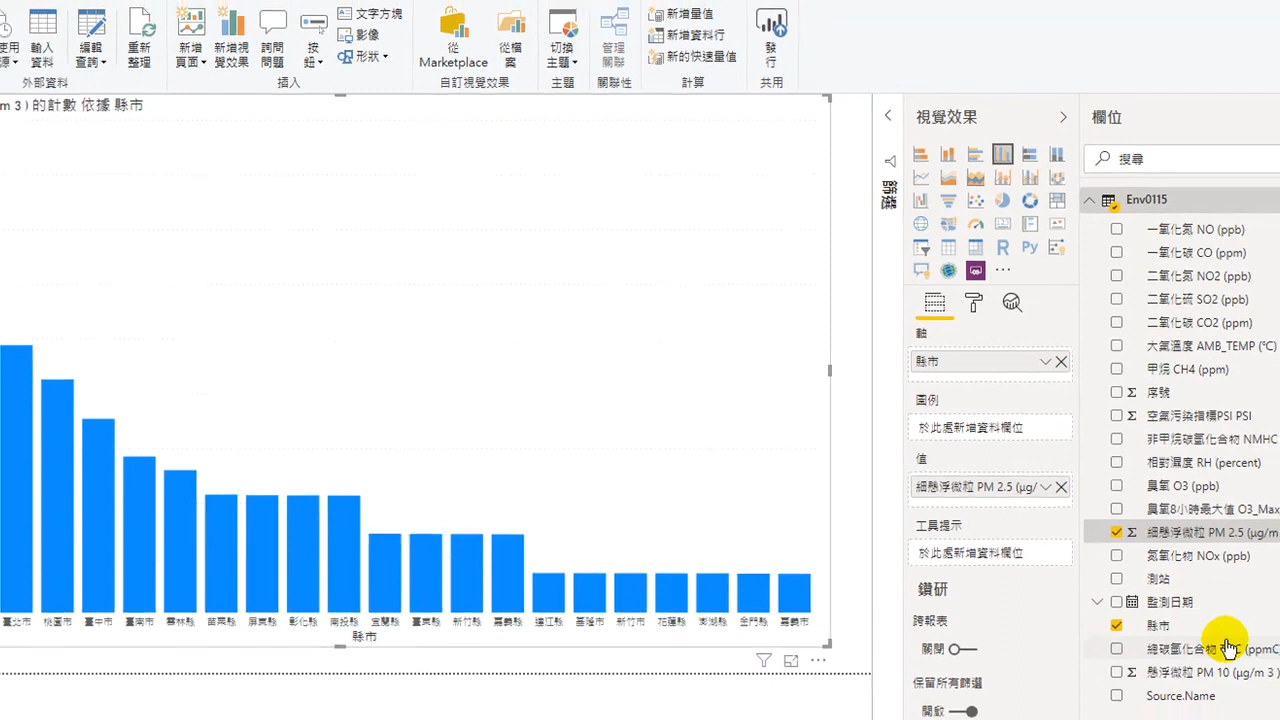 使用
源
輸入
資料
編輯
查詢
重新
整理
外部資料
新增
頁面
新增視
覺效果
詢問
問題
按
鈕
文字方塊
影像
形狀
插入
從
Marketplace
從檔
案
自訂視覺效果
切換
主題
主題
管理
關聯
關聯性
新增量值
新增資料行
新的快速量值
計算
發
行
共用
m 3 ) 的計數 依據 縣市
臺北市 桃園市 臺中市 臺南市 雲林縣 苗栗縣 屏東縣 彰化縣 南投縣 宜蘭縣 臺東縣 新竹縣 嘉義縣 連江縣 基隆市 新竹市 花蓮縣 澎湖縣 金門縣 嘉義市
縣市
篩選
視覺效果
R
Py
軸
縣市
圖例
於此處新增資料欄位
值
細懸浮微粒 PM 2.5 (μg/
工具提示
於此處新增資料欄位
鑽研
跨報表
關閉
保留所有篩選
開啟
欄位
搜尋
Env0115
一氧化氮 NO (ppb)
一氧化碳 CO (ppm)
二氧化氮 NO2 (ppb)
二氧化硫 SO2 (ppb)
二氧化碳 CO2 (ppm)
大氣溫度 AMB_TEMP (℃)
甲烷 CH4 (ppm)
Σ 序號
Σ 空氣污染指標PSI PSI
非甲烷碳氫化合物 NMHC
相對濕度 RH (percent)
臭氧 O3 (ppb)
臭氧8小時最大值 O3_Max
Σ 細懸浮微粒 PM 2.5 (μg/m
氮氧化物 NOx (ppb)
測站
監測日期
縣市
總碳氫化合物 (ppmC
Σ 懸浮微粒 PM 10 (μg/m 3 )
Source.Name